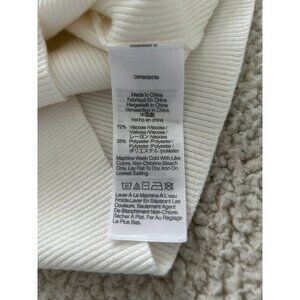 Made in China
Fabriqué En Chine
Hergestellt in China
Vervaardigd in China
中国製
hecho en china
72% Viscose /Viscose /
Viskose /Viscose /
レーヨン /Viscosa
28% Polyester /Polyester /
Polyester /Polyester /
ポリエステル /poliéster
Machine Wash Cold With Like
Colors. Non-Chlorine Bleach
Only. Lay Flat To Dry. Iron On
Lowest Setting.
Laver À La Machine À L'eau
Froide.Laver En Séparant Les
Couleurs. Seulement Agent
De Blanchiment Non-Chlore.
Sécher À Plat. Fer Au Réglage
Le Plus Bas.